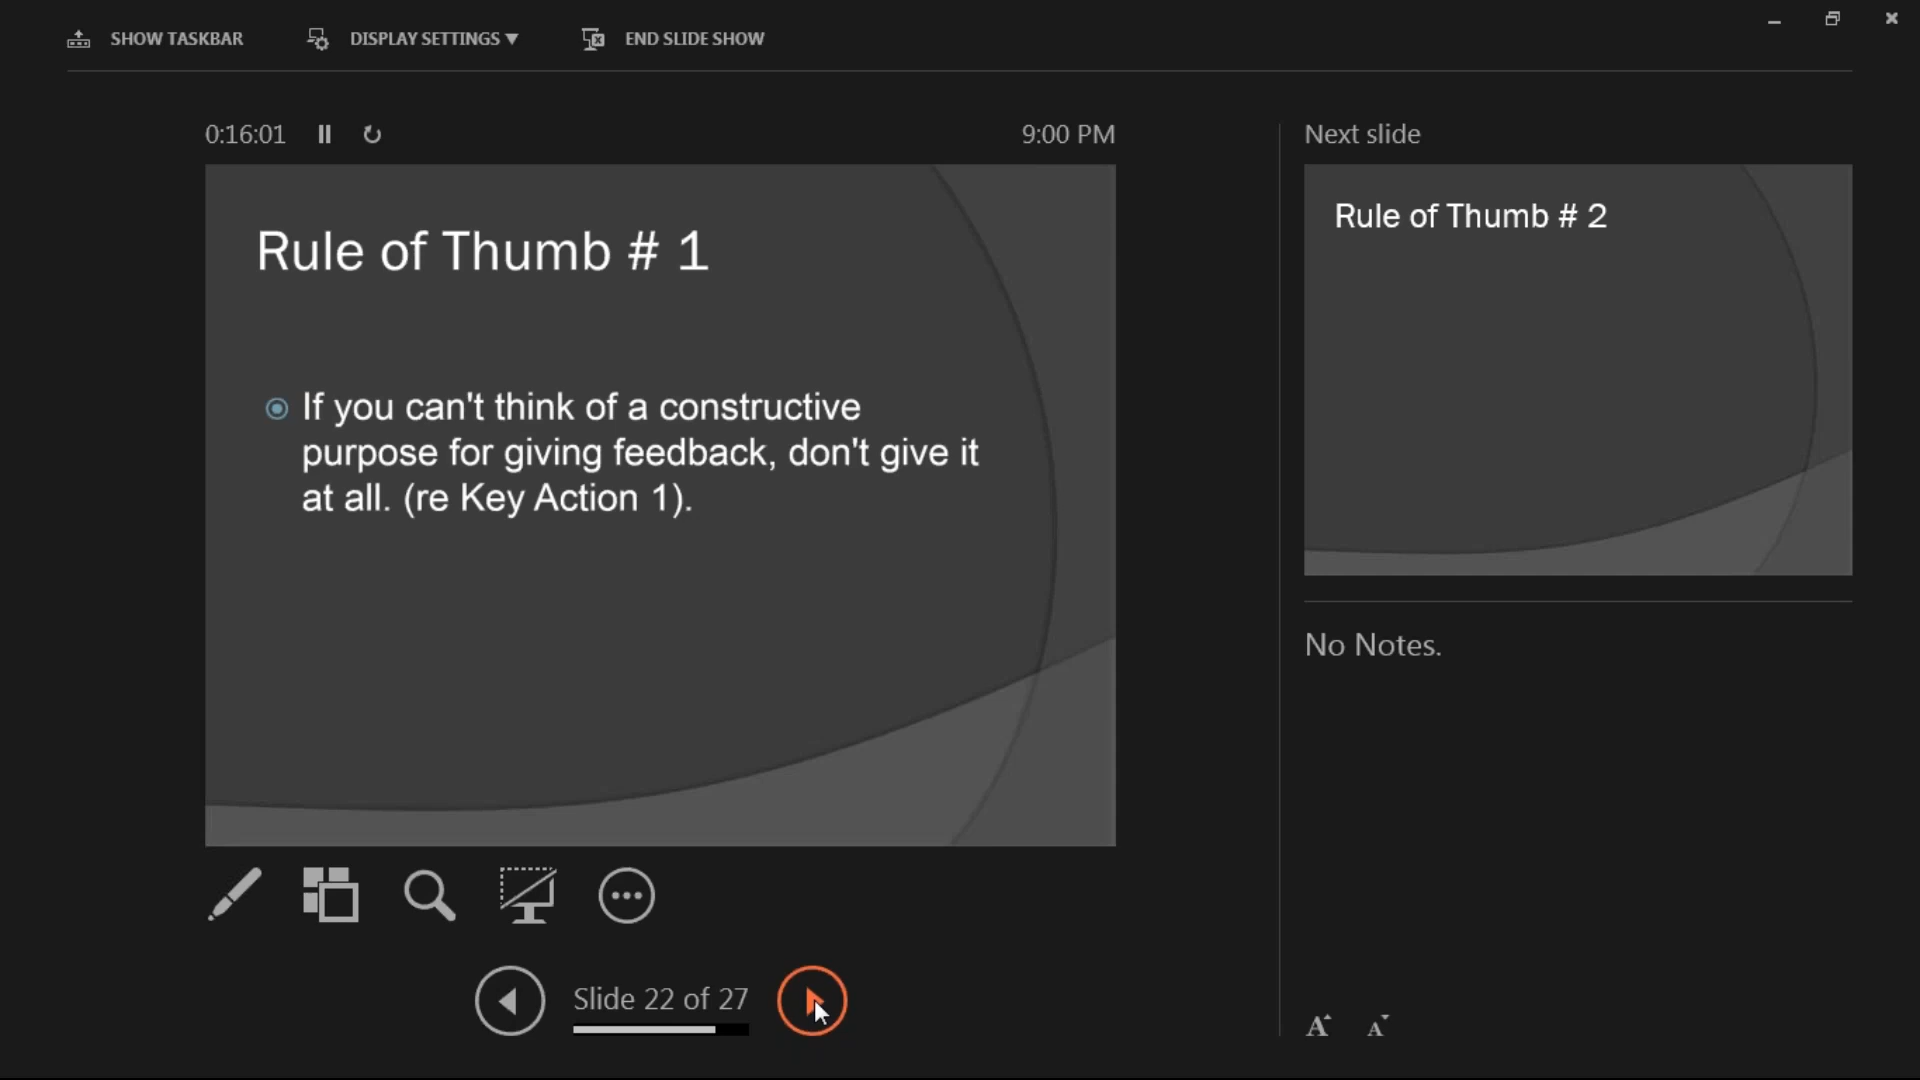 SHOW TASKBAR
DISPLAY SETTINGS
END SLIDE SHOW
0:16:01
9:00 PM
Rule of Thumb # 1
If you can't think of a constructive
purpose for giving feedback, don't give it
at all. (re Key Action 1).
Slide 22 of 27
Next slide
Rule of Thumb # 2
No Notes.
A A